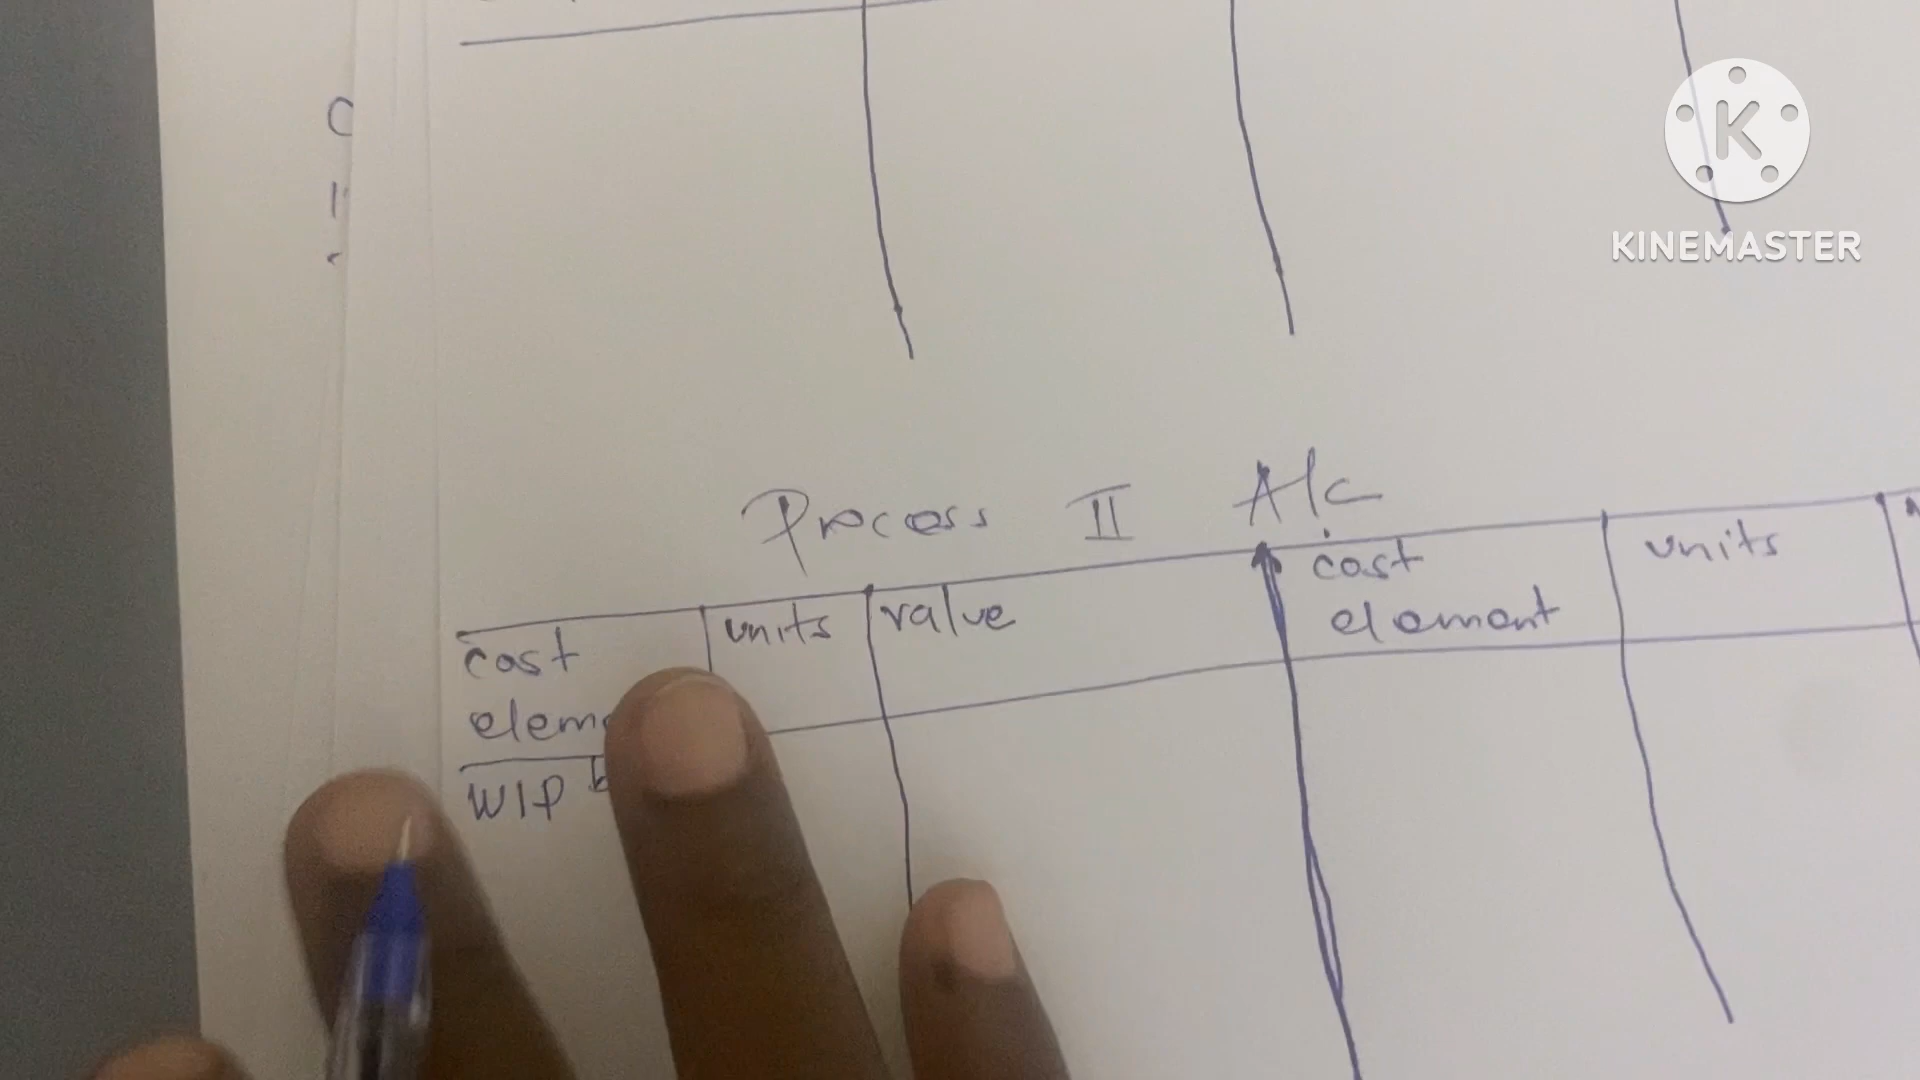 KINEMASTER
Process II A/c
cost element units value cost element units
WIP